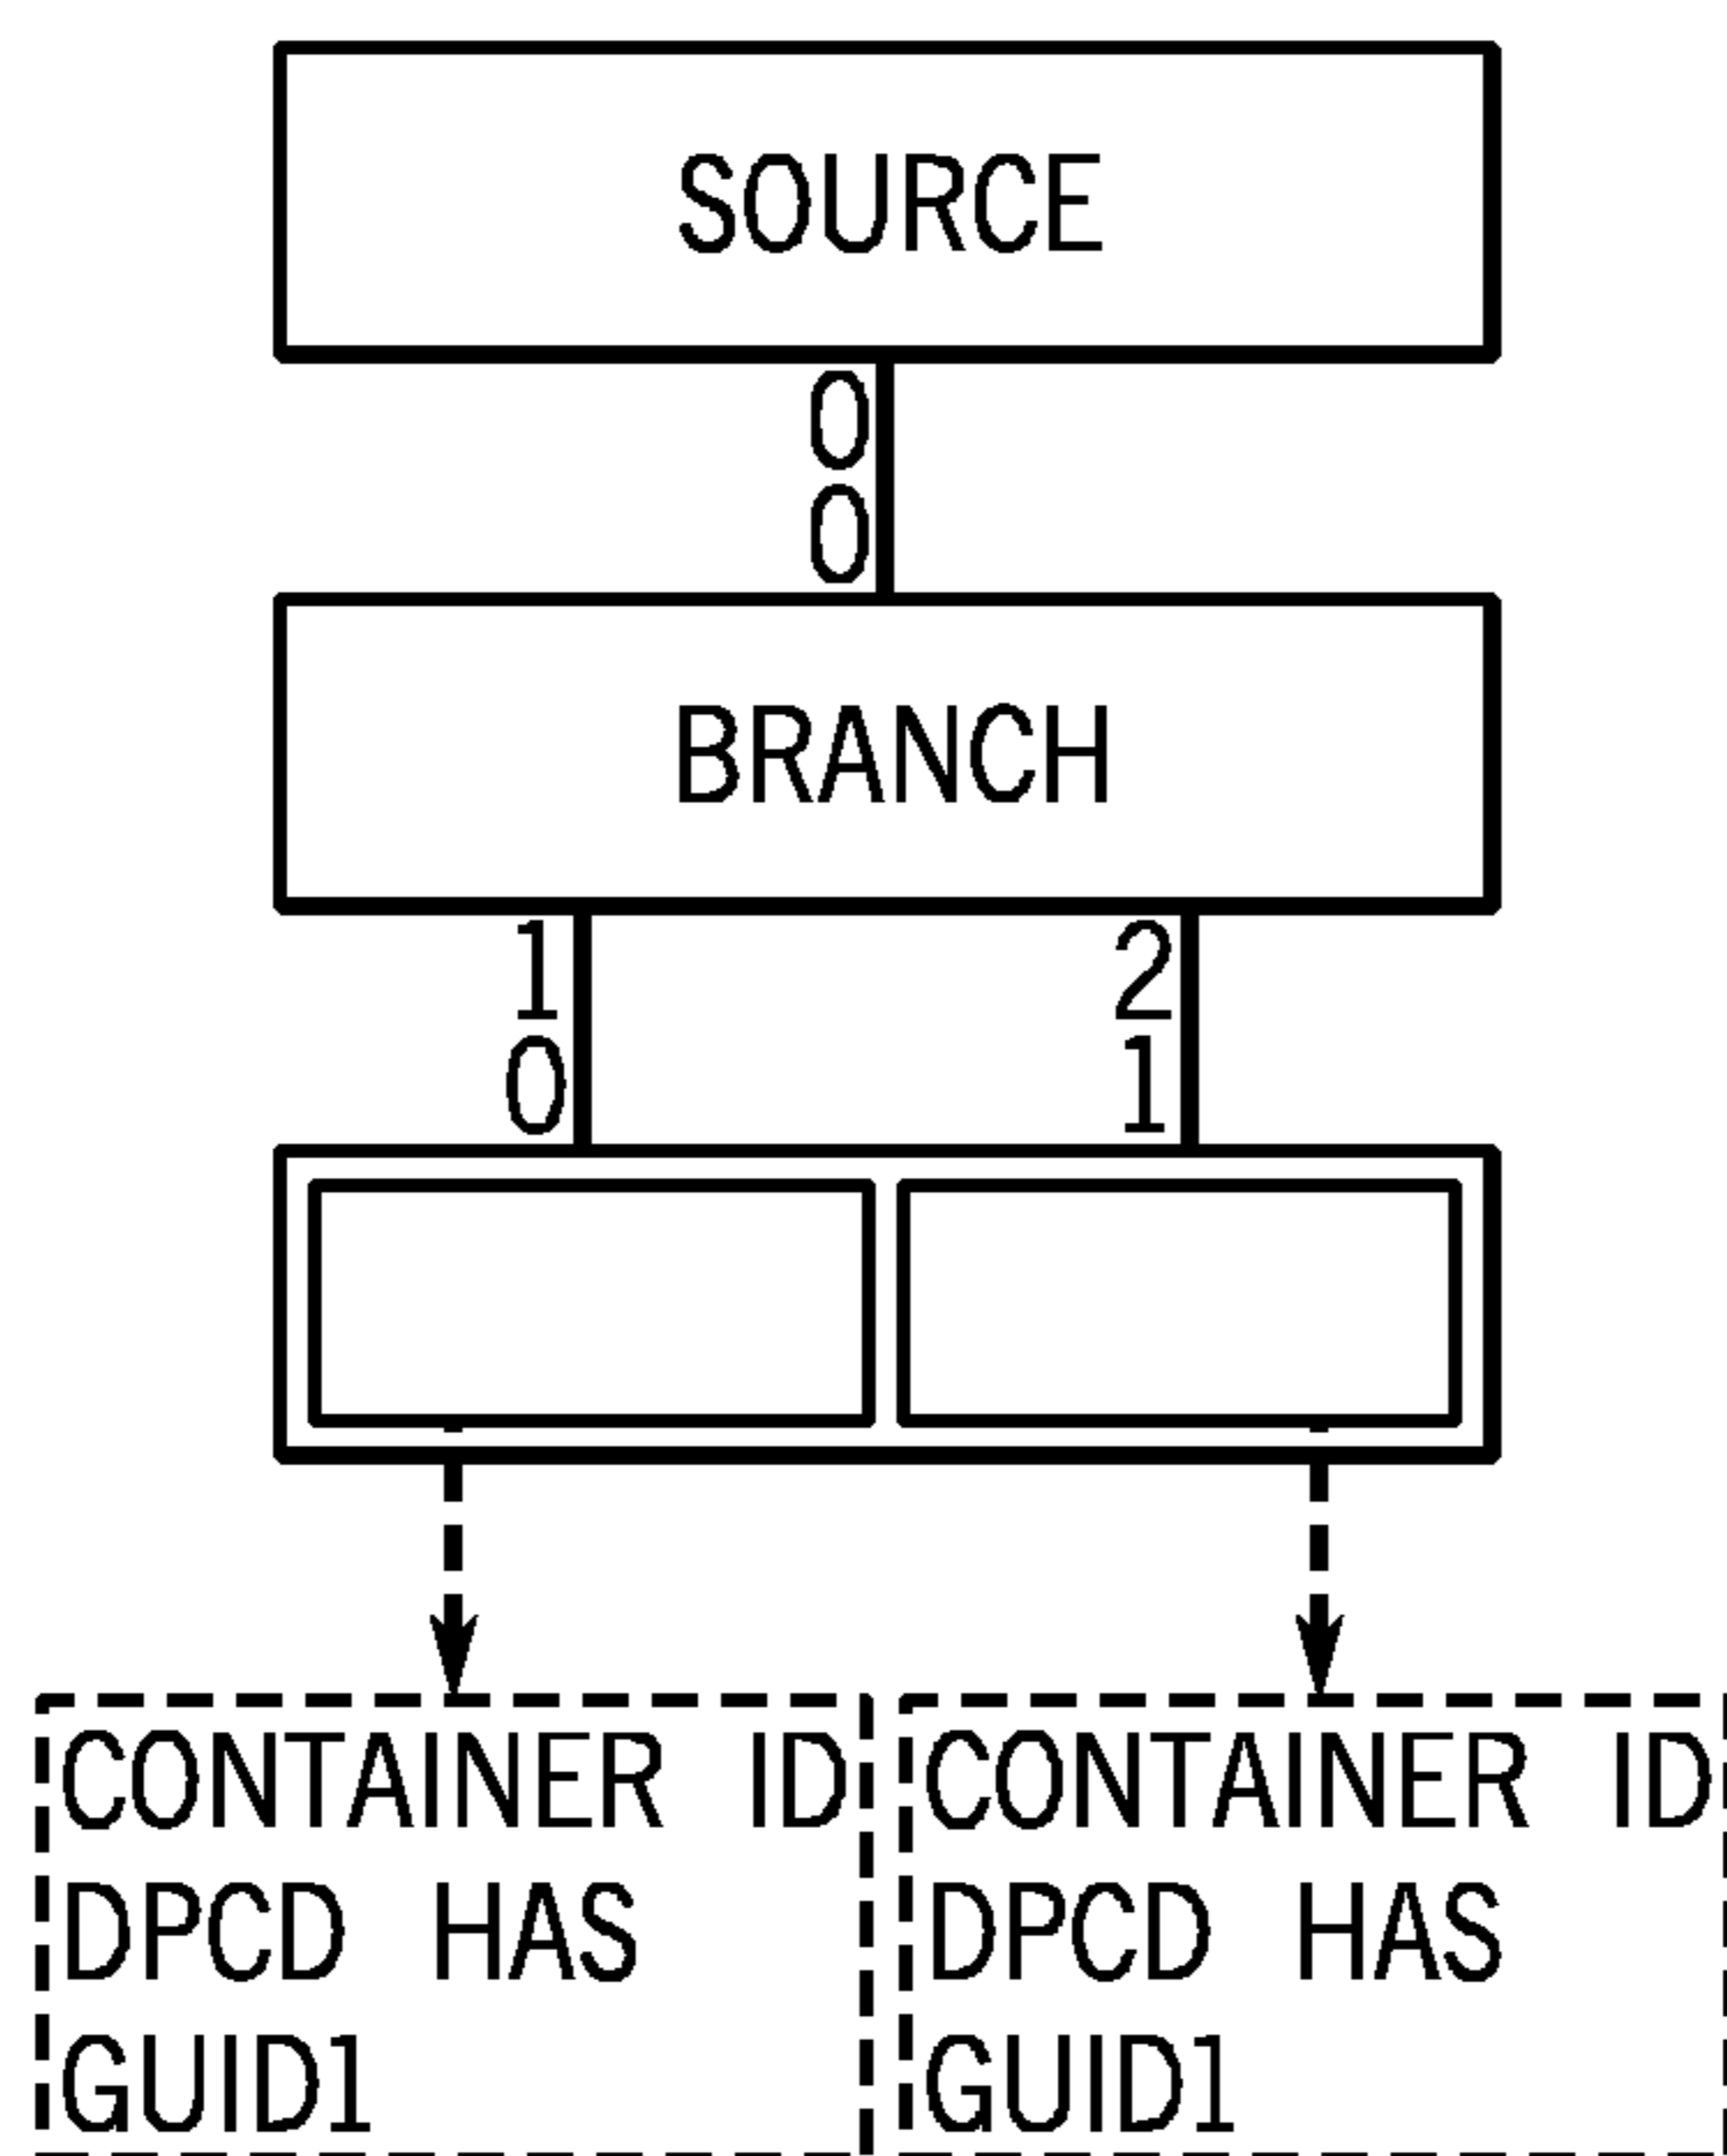 SOURCE
0
0
BRANCH
1
2
0
1
CONTAINER ID
DPCD HAS
GUID1
CONTAINER ID
DPCD HAS
GUID1